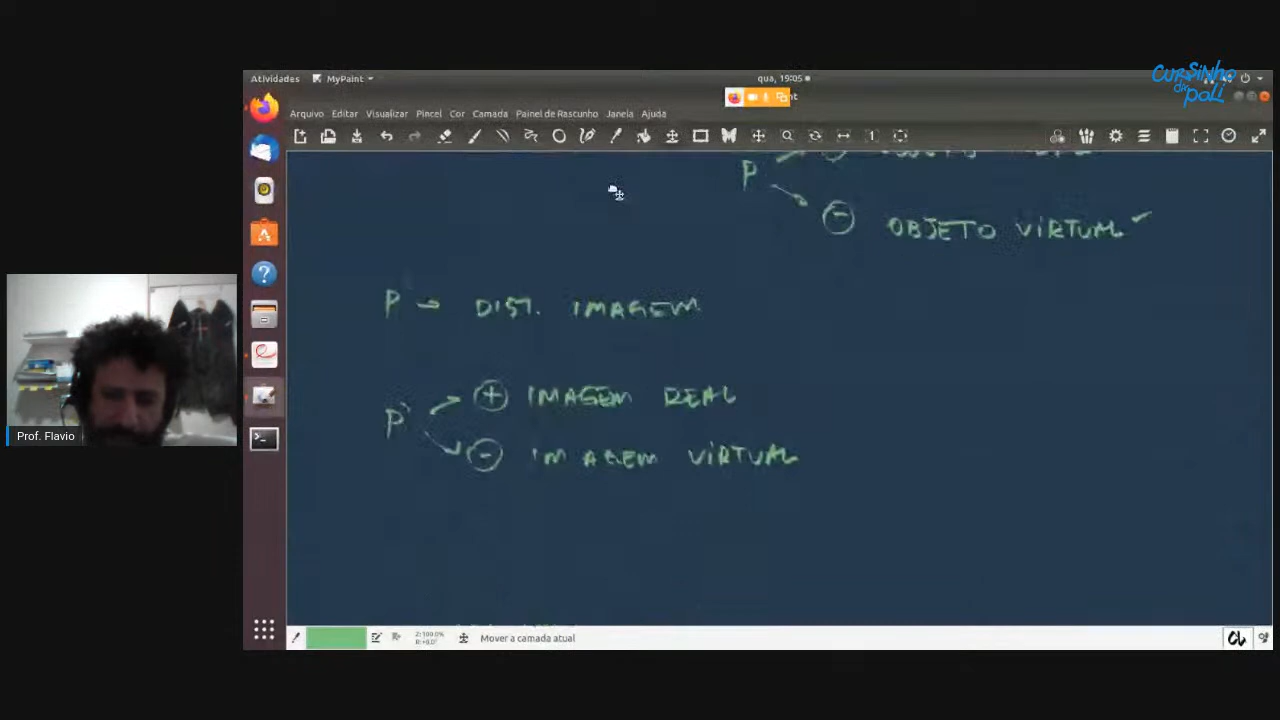 CURSINHO
da
POLI
Atividades MyPaint qua, 19:05
Arquivo Editar Visualizar Pincel Cor Camada Painel de Rascunho Janela Ajuda
P
⊖ OBJETO VIRTUAL ✓
P → DIST. IMAGEM
P' ⊕ IMAGEM REAL
⊖ IMAGEM VIRTUAL
Prof. Flavio
Mover a camada atual